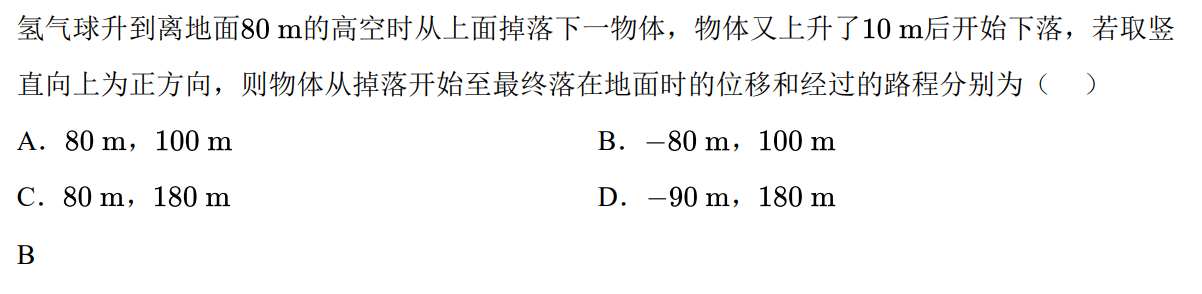 氢气球升到离地面80 m的高空时从上面掉落下一物体，物体又上升了10 m后开始下落，若取竖
直向上为正方向，则物体从掉落开始至最终落在地面时的位移和经过的路程分别为（　）
A．80 m，100 m　B．−80 m，100 m
C．80 m，180 m　D．−90 m，180 m
B